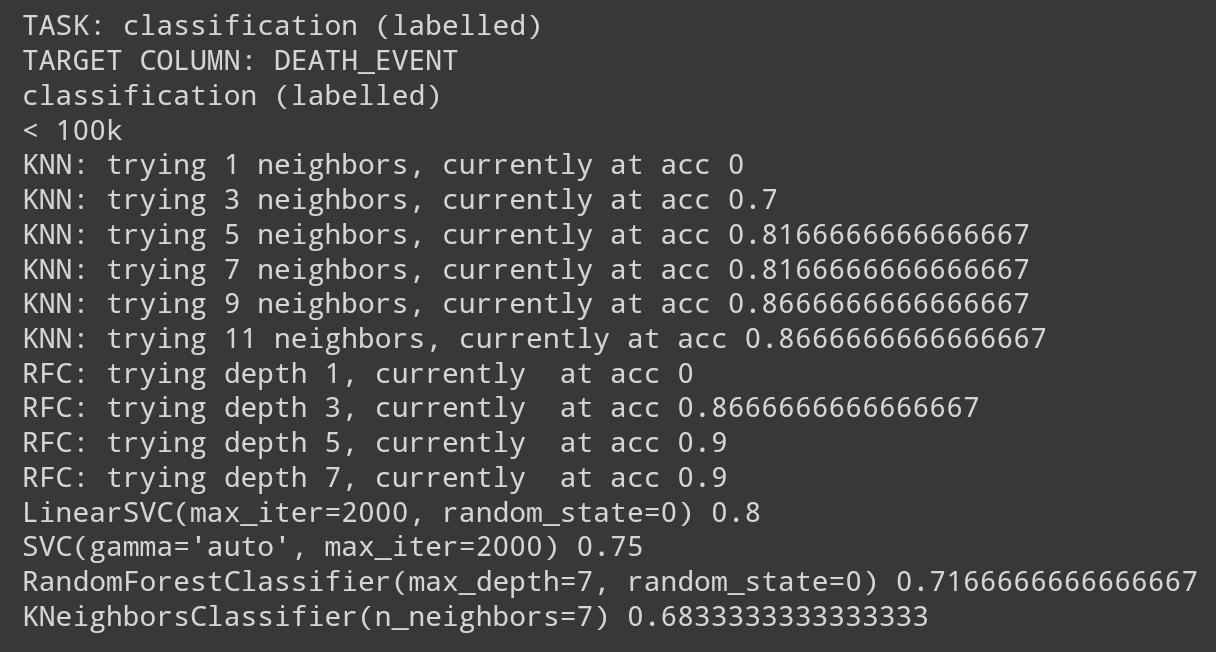 TASK: classification (labelled)
TARGET COLUMN: DEATH_EVENT
classification (labelled)
< 100k
KNN: trying 1 neighbors, currently at acc 0
KNN: trying 3 neighbors, currently at acc 0.7
KNN: trying 5 neighbors, currently at acc 0.8166666666666667
KNN: trying 7 neighbors, currently at acc 0.8166666666666667
KNN: trying 9 neighbors, currently at acc 0.8666666666666667
KNN: trying 11 neighbors, currently at acc 0.8666666666666667
RFC: trying depth 1, currently  at acc 0
RFC: trying depth 3, currently  at acc 0.8666666666666667
RFC: trying depth 5, currently  at acc 0.9
RFC: trying depth 7, currently  at acc 0.9
LinearSVC(max_iter=2000, random_state=0) 0.8
SVC(gamma='auto', max_iter=2000) 0.75
RandomForestClassifier(max_depth=7, random_state=0) 0.7166666666666667
KNeighborsClassifier(n_neighbors=7) 0.6833333333333333